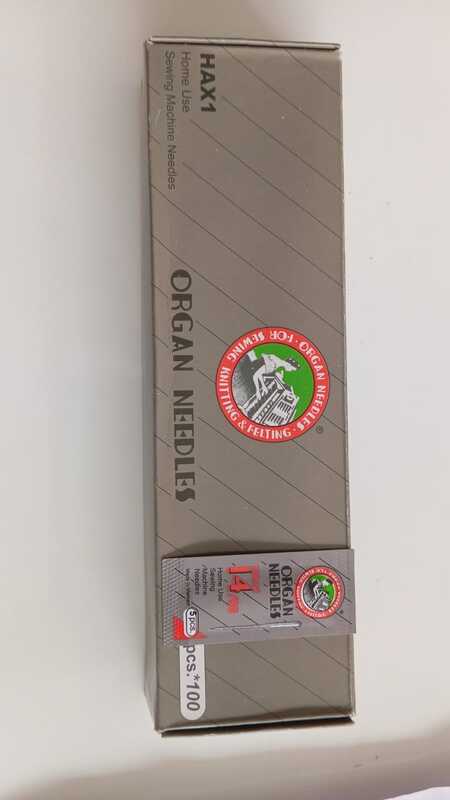 HAX1
Home Use
Sewing Machine Needles
ORGAN NEEDLES
ORGAN NEEDLES
·FOR·
SEWING KNITTING & FELTING
®
ORGAN
NEEDLES
®
14
Home Use
Sewing
Machine
Needles
5pcs.
pcs.*100